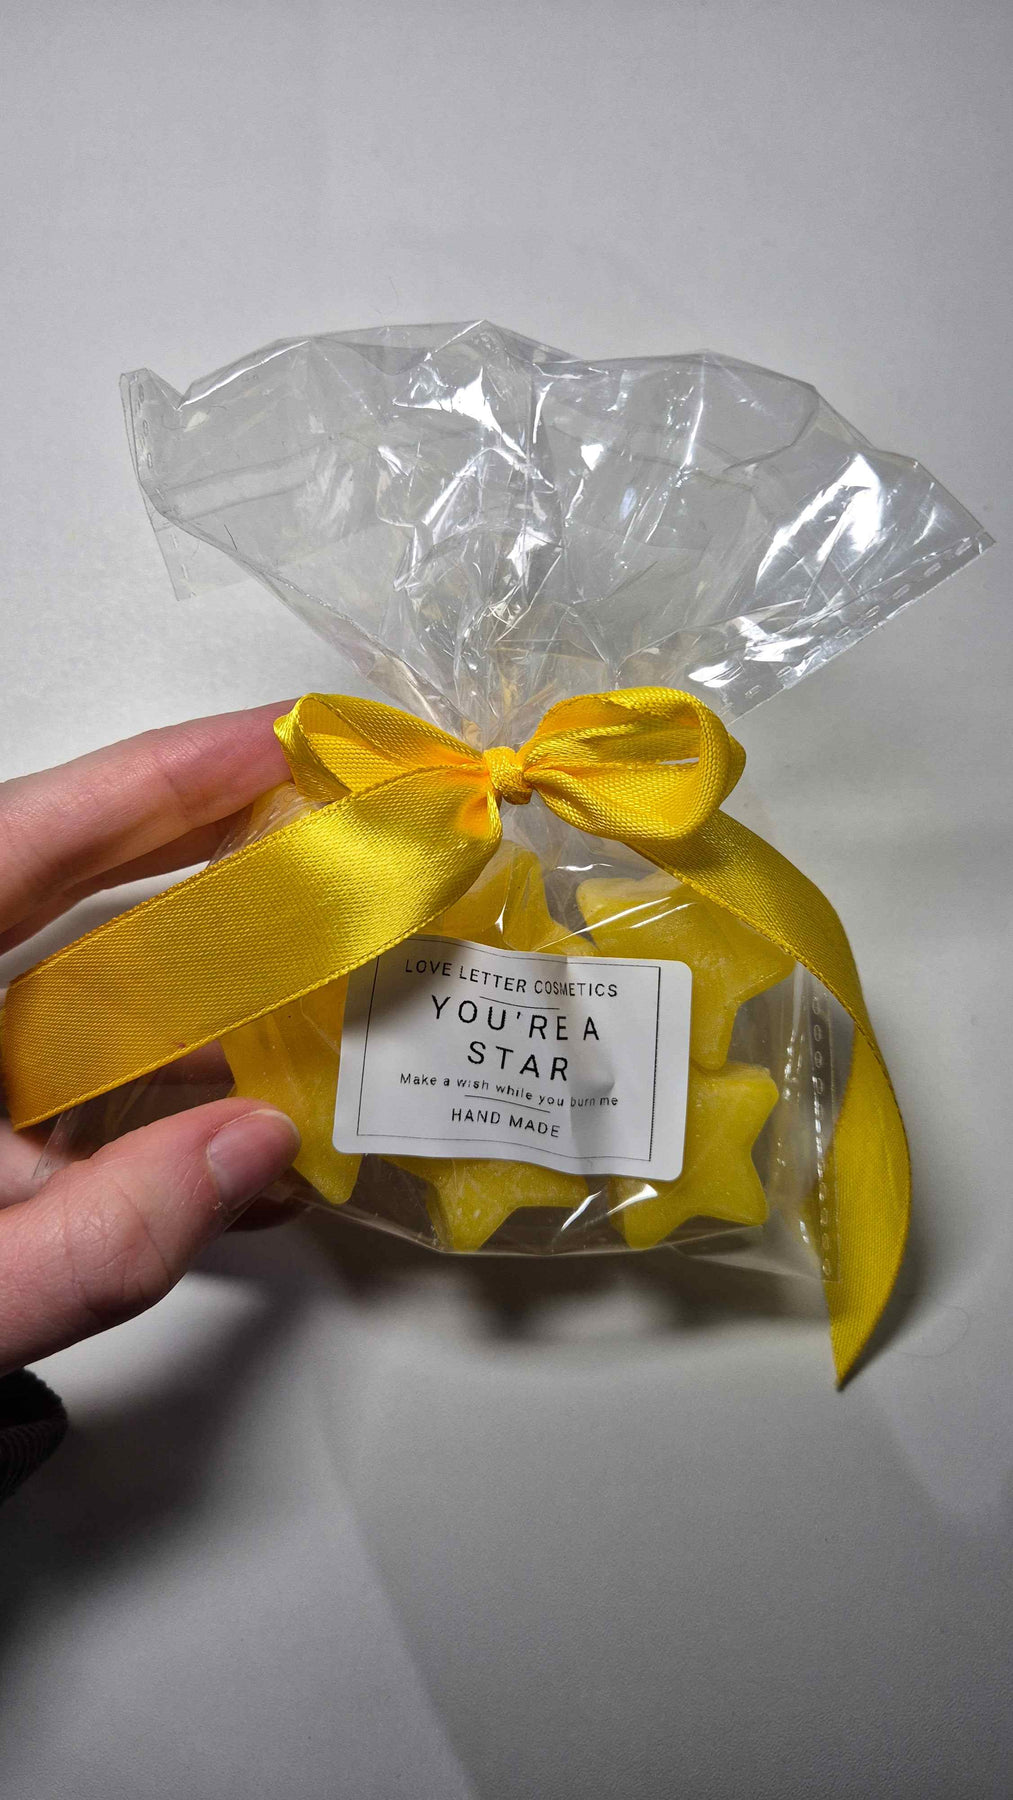 LOVE LETTER COSMETICS
YOU'RE A
STAR
Make a wish while you burn me
HAND MADE